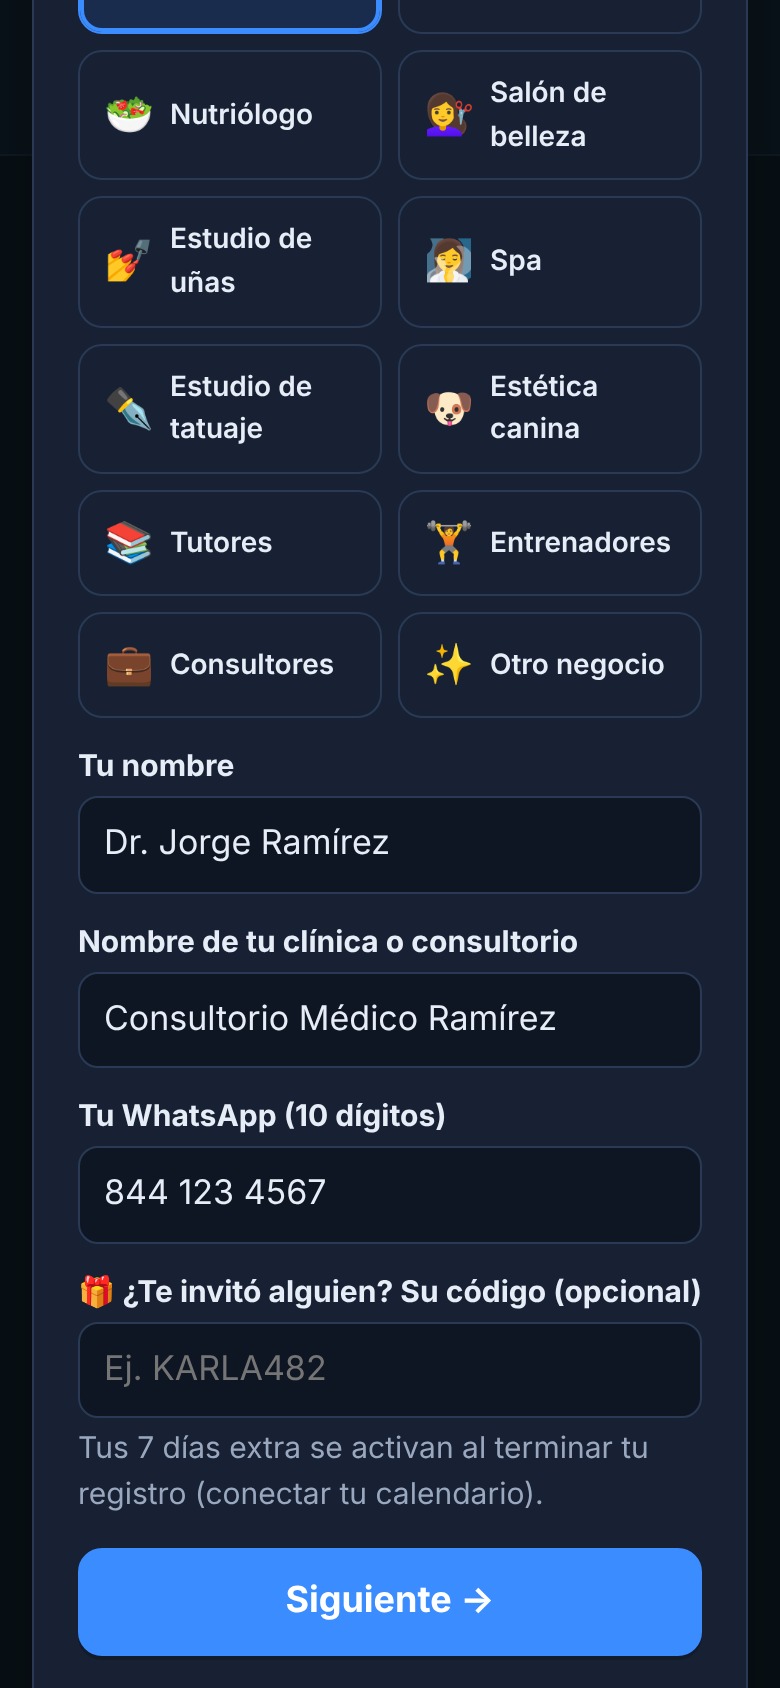 Nutriólogo
Salón de
belleza
Estudio de
uñas
Spa
Estudio de
tatuaje
Estética
canina
Tutores
Entrenadores
Consultores
Otro negocio
Tu nombre
Dr. Jorge Ramírez
Nombre de tu clínica o consultorio
Consultorio Médico Ramírez
Tu WhatsApp (10 dígitos)
844 123 4567
🎁 ¿Te invitó alguien? Su código (opcional)
Ej. KARLA482
Tus 7 días extra se activan al terminar tu
registro (conectar tu calendario).
Siguiente →